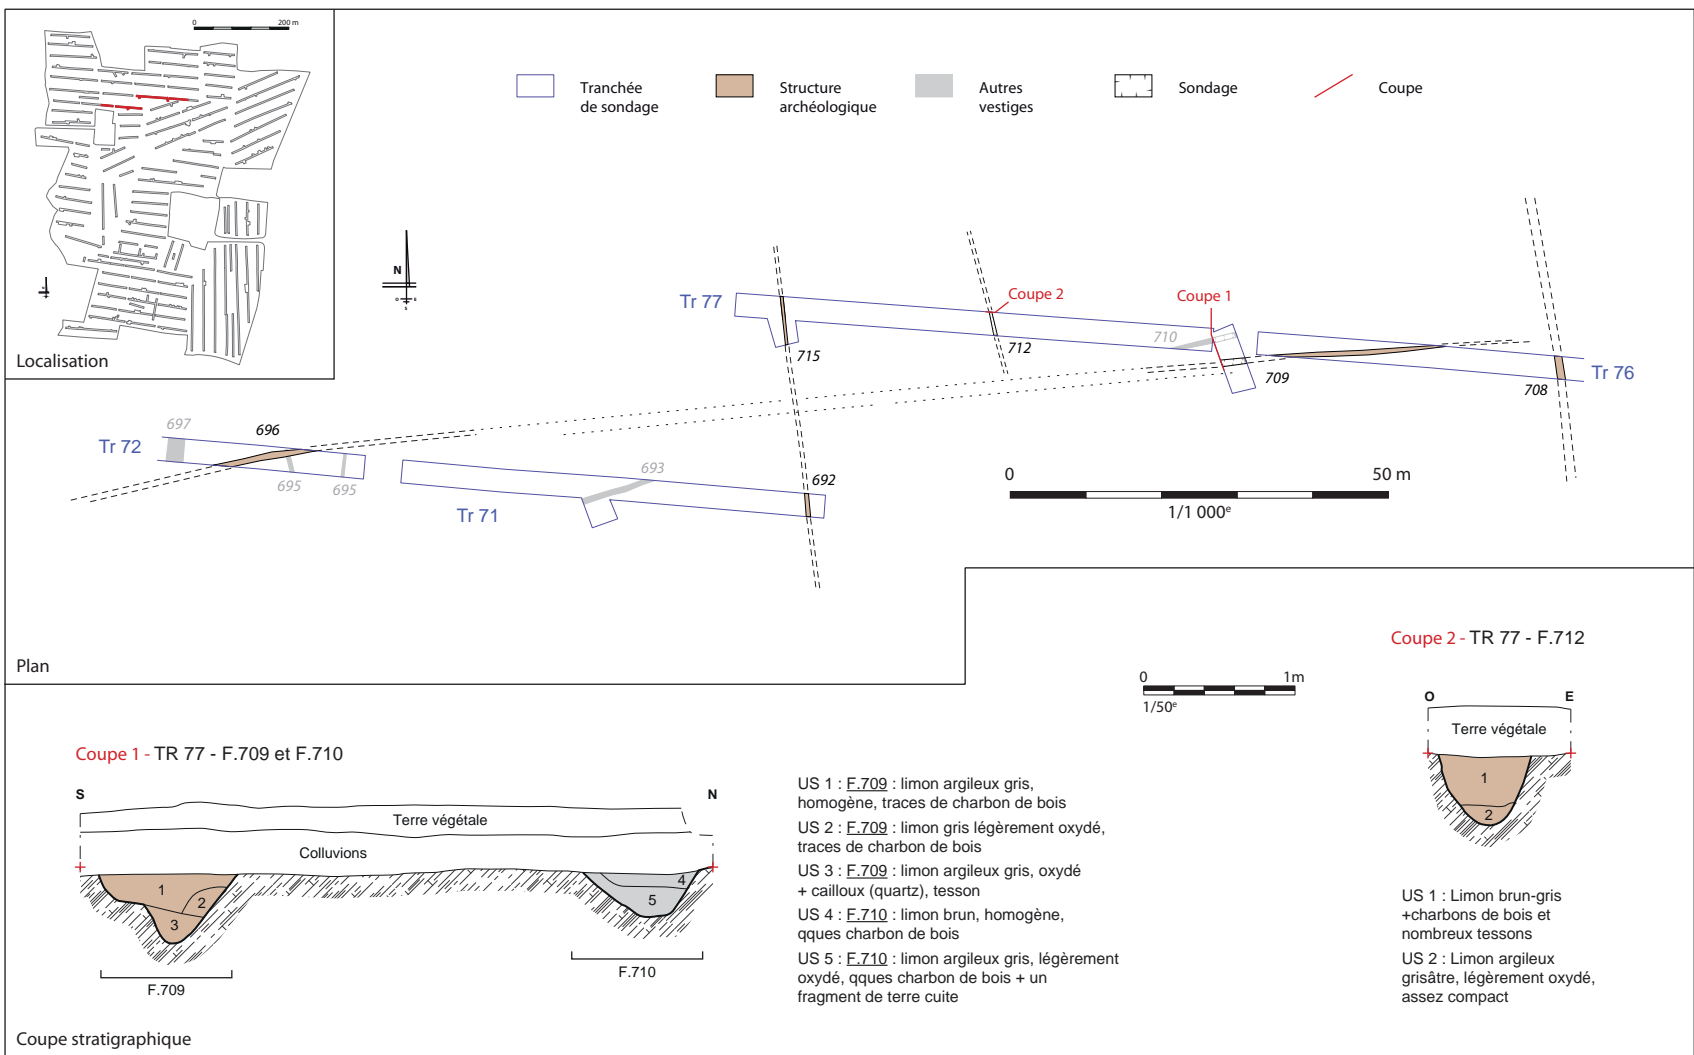 0 200 m
N
Localisation
Tranchée
de sondage
Structure
archéologique
Autres
vestiges
Sondage
Coupe
N
O E
S
Tr 77
Coupe 2
Coupe 1
710
715
712
709
708
Tr 76
697
696
Tr 72
695
695
693
692
Tr 71
0 50 m
1/1 000e
Plan
Coupe 2 - TR 77 - F.712
0 1m
1/50e
O E
Terre végétale
1
2
Coupe 1 - TR 77 - F.709 et F.710
S N
Terre végétale
Colluvions
1
2
3
4
5
F.709
F.710
US 1 : F.709 : limon argileux gris,
homogène, traces de charbon de bois
US 2 : F.709 : limon gris légèrement oxydé,
traces de charbon de bois
US 3 : F.709 : limon argileux gris, oxydé
+ cailloux (quartz), tesson
US 4 : F.710 : limon brun, homogène,
qques charbon de bois
US 5 : F.710 : limon argileux gris, légèrement
oxydé, qques charbon de bois + un
fragment de terre cuite
US 1 : Limon brun-gris
+charbons de bois et
nombreux tessons
US 2 : Limon argileux
grisâtre, légèrement oxydé,
assez compact
Coupe stratigraphique